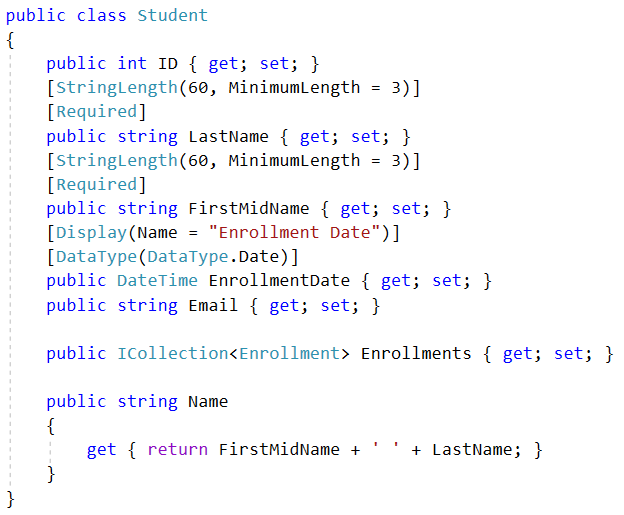 public class Student
{
    public int ID { get; set; }
    [StringLength(60, MinimumLength = 3)]
    [Required]
    public string LastName { get; set; }
    [StringLength(60, MinimumLength = 3)]
    [Required]
    public string FirstMidName { get; set; }
    [Display(Name = "Enrollment Date")]
    [DataType(DataType.Date)]
    public DateTime EnrollmentDate { get; set; }
    public string Email { get; set; }

    public ICollection<Enrollment> Enrollments { get; set; }

    public string Name
    {
        get { return FirstMidName + ' ' + LastName; }
    }
}